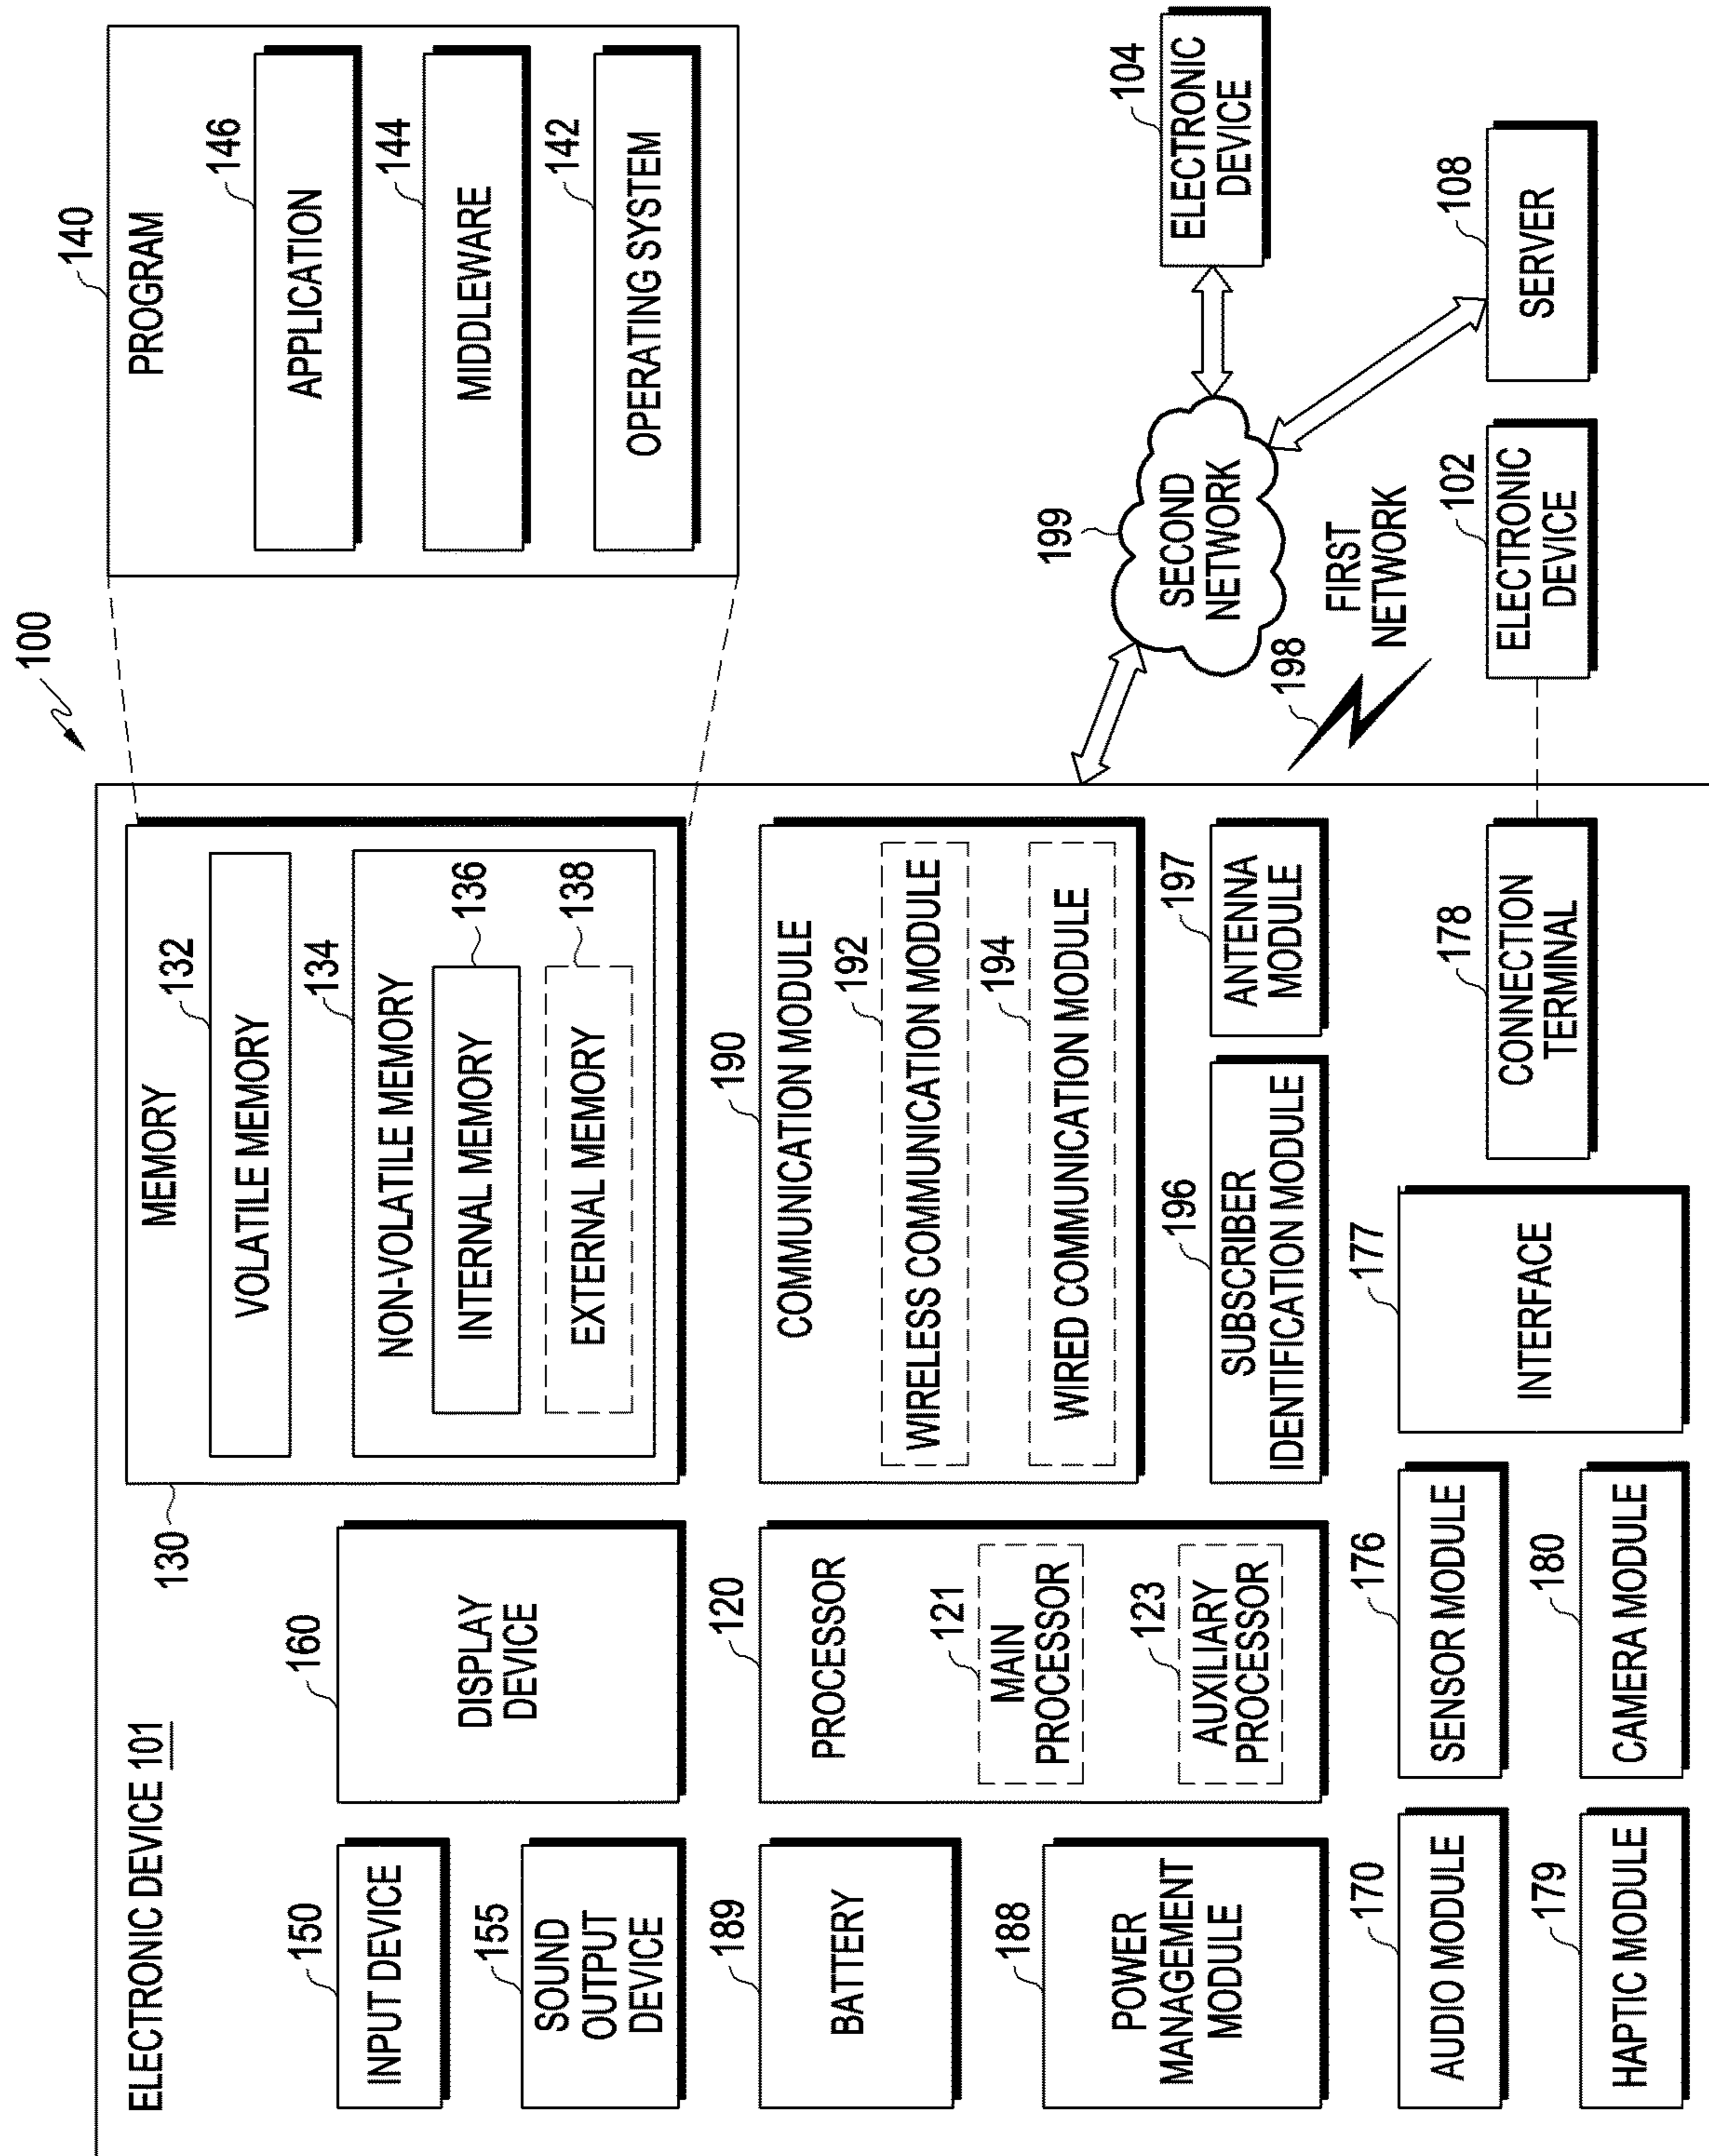 100
ELECTRONIC DEVICE 101
130
MEMORY
132
VOLATILE MEMORY
134
NON-VOLATILE MEMORY
136
INTERNAL MEMORY
138
EXTERNAL MEMORY
140
PROGRAM
146
APPLICATION
144
MIDDLEWARE
142
OPERATING SYSTEM
150
INPUT DEVICE
155
SOUND
OUTPUT
DEVICE
160
DISPLAY
DEVICE
189
BATTERY
188
POWER
MANAGEMENT
MODULE
120
PROCESSOR
121
MAIN
PROCESSOR
123
AUXILIARY
PROCESSOR
190
COMMUNICATION MODULE
192
WIRELESS COMMUNICATION MODULE
194
WIRED COMMUNICATION MODULE
196
SUBSCRIBER
IDENTIFICATION MODULE
197
ANTENNA
MODULE
199
SECOND
NETWORK
104
ELECTRONIC
DEVICE
198
FIRST
NETWORK
108
SERVER
170
AUDIO MODULE
176
SENSOR MODULE
177
INTERFACE
178
CONNECTION
TERMINAL
102
ELECTRONIC
DEVICE
179
HAPTIC MODULE
180
CAMERA MODULE